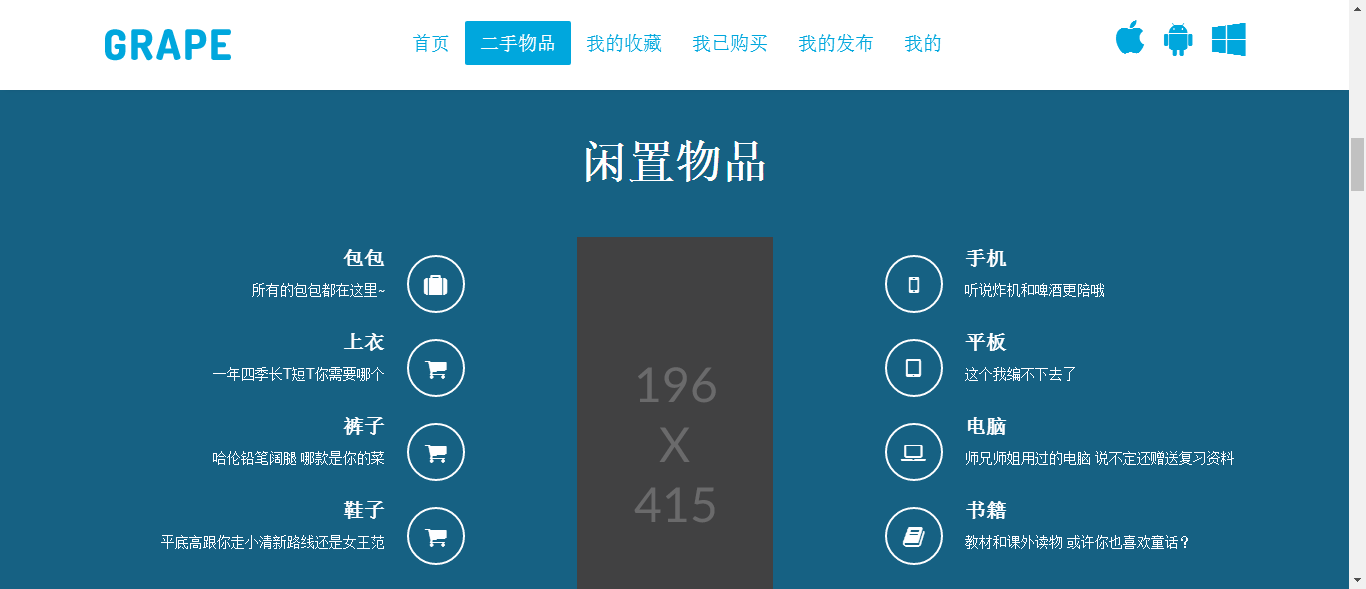 GRAPE
首页 二手物品 我的收藏 我已购买 我的发布 我的
闲置物品
包包
所有的包包都在这里~
上衣
一年四季长T短T你需要哪个
裤子
哈伦铅笔阔腿 哪款是你的菜
鞋子
平底高跟你走小清新路线还是女王范
196
X
415
手机
听说炸机和啤酒更陪哦
平板
这个我编不下去了
电脑
师兄师姐用过的电脑 说不定还赠送复习资料
书籍
教材和课外读物 或许你也喜欢童话？